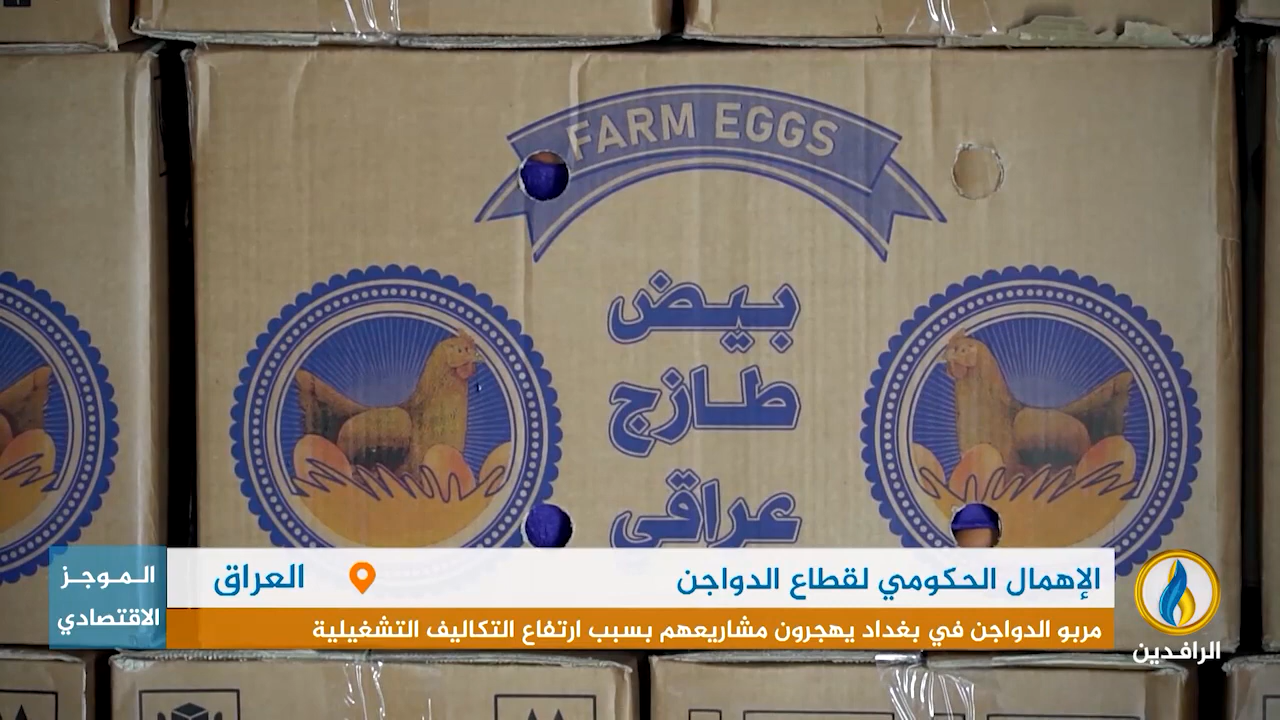 FARM EGGS
بيض
طازج
عراقي
الإهمال الحكومي لقطاع الدواجن
العراق
مربو الدواجن في بغداد يهجرون مشاريعهم بسبب ارتفاع التكاليف التشغيلية
الموجز
الاقتصادي
الرافدين